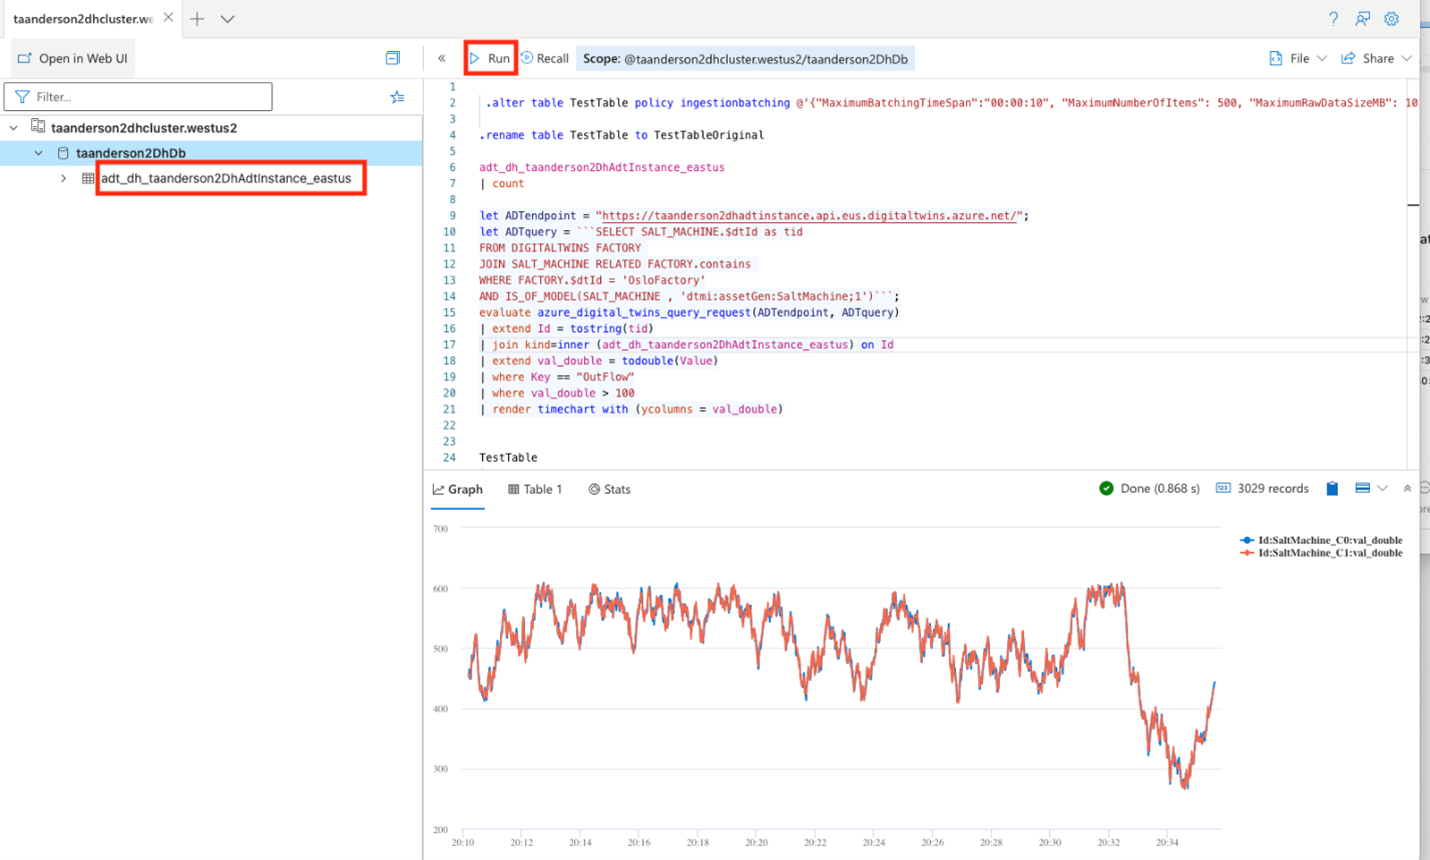 taanderson2dhcluster.we
Open in Web UI
Run
Recall
Scope: @taanderson2dhcluster.westus2/taanderson2DhDb
File
Share
Filter...
taanderson2dhcluster.westus2
taanderson2DhDb
adt_dh_taanderson2DhAdtInstance_eastus
1
2 .alter table TestTable policy ingestionbatching @'{"MaximumBatchingTimeSpan":"00:00:10", "MaximumNumberOfItems": 500, "MaximumRawDataSizeMB": 10
3
4 .rename table TestTable to TestTableOriginal
5
6 adt_dh_taanderson2DhAdtInstance_eastus
7 | count
8
9 let ADTendpoint = "https://taanderson2dhadtinstance.api.eus.digitaltwins.azure.net/";
10 let ADTquery = ```SELECT SALT_MACHINE.$dtId as tid
11 FROM DIGITALTWINS FACTORY
12 JOIN SALT_MACHINE RELATED FACTORY.contains
13 WHERE FACTORY.$dtId = 'OsloFactory'
14 AND IS_OF_MODEL(SALT_MACHINE , 'dtmi:assetGen:SaltMachine;1')```;
15 evaluate azure_digital_twins_query_request(ADTendpoint, ADTquery)
16 | extend Id = tostring(tid)
17 | join kind=inner (adt_dh_taanderson2DhAdtInstance_eastus) on Id
18 | extend val_double = todouble(Value)
19 | where Key == "OutFlow"
20 | where val_double > 100
21 | render timechart with (ycolumns = val_double)
22
23
24 TestTable
Graph
Table 1
Stats
Done (0.868 s)
3029 records
700
600
500
400
300
200
20:10 20:12 20:14 20:16 20:18 20:20 20:22 20:24 20:26 20:28 20:30 20:32 20:34
Id:SaltMachine_C0:val_double
Id:SaltMachine_C1:val_double